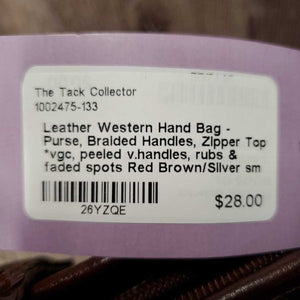 The Tack Collector
1002475-133
Leather Western Hand Bag -
Purse, Braided Handles, Zipper Top
*vgc, peeled v.handles, rubs &
faded spots Red Brown/Silver sm
26YZQE
$28.00